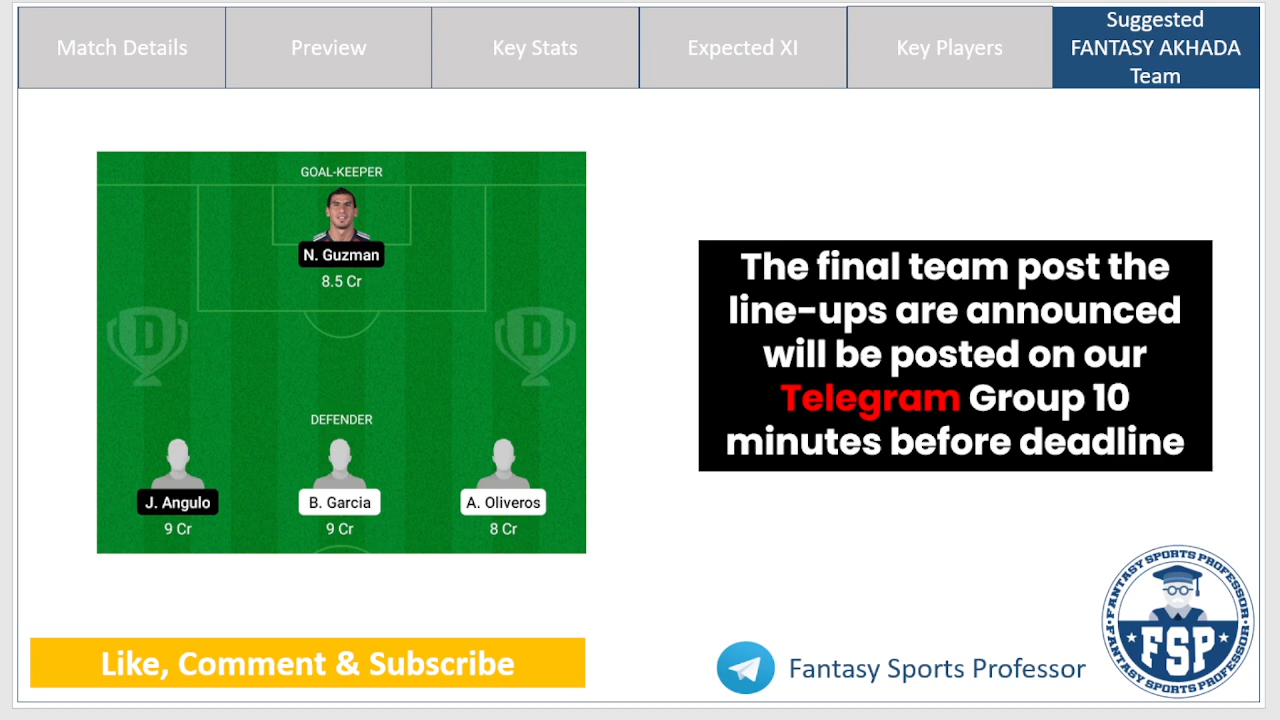 Match Details
Preview
Key Stats
Expected XI
Key Players
Suggested
FANTASY AKHADA
Team
GOAL-KEEPER
N. Guzman
8.5 Cr
D
D
DEFENDER
J. Angulo
B. Garcia
A. Oliveros
9 Cr
9 Cr
8 Cr
The final team post the
line-ups are announced
will be posted on our
Telegram Group 10
minutes before deadline
Like, Comment & Subscribe
Fantasy Sports Professor
FANTASY SPORTS PROFESSOR
FSP
FANTASY SPORTS PROFESSOR